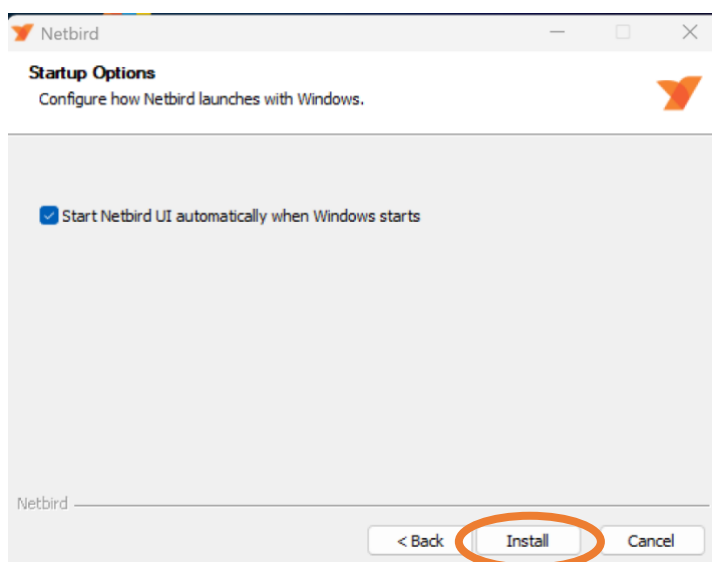 Netbird
Startup Options
Configure how Netbird launches with Windows.
Start Netbird UI automatically when Windows starts
Netbird
< Back Install Cancel